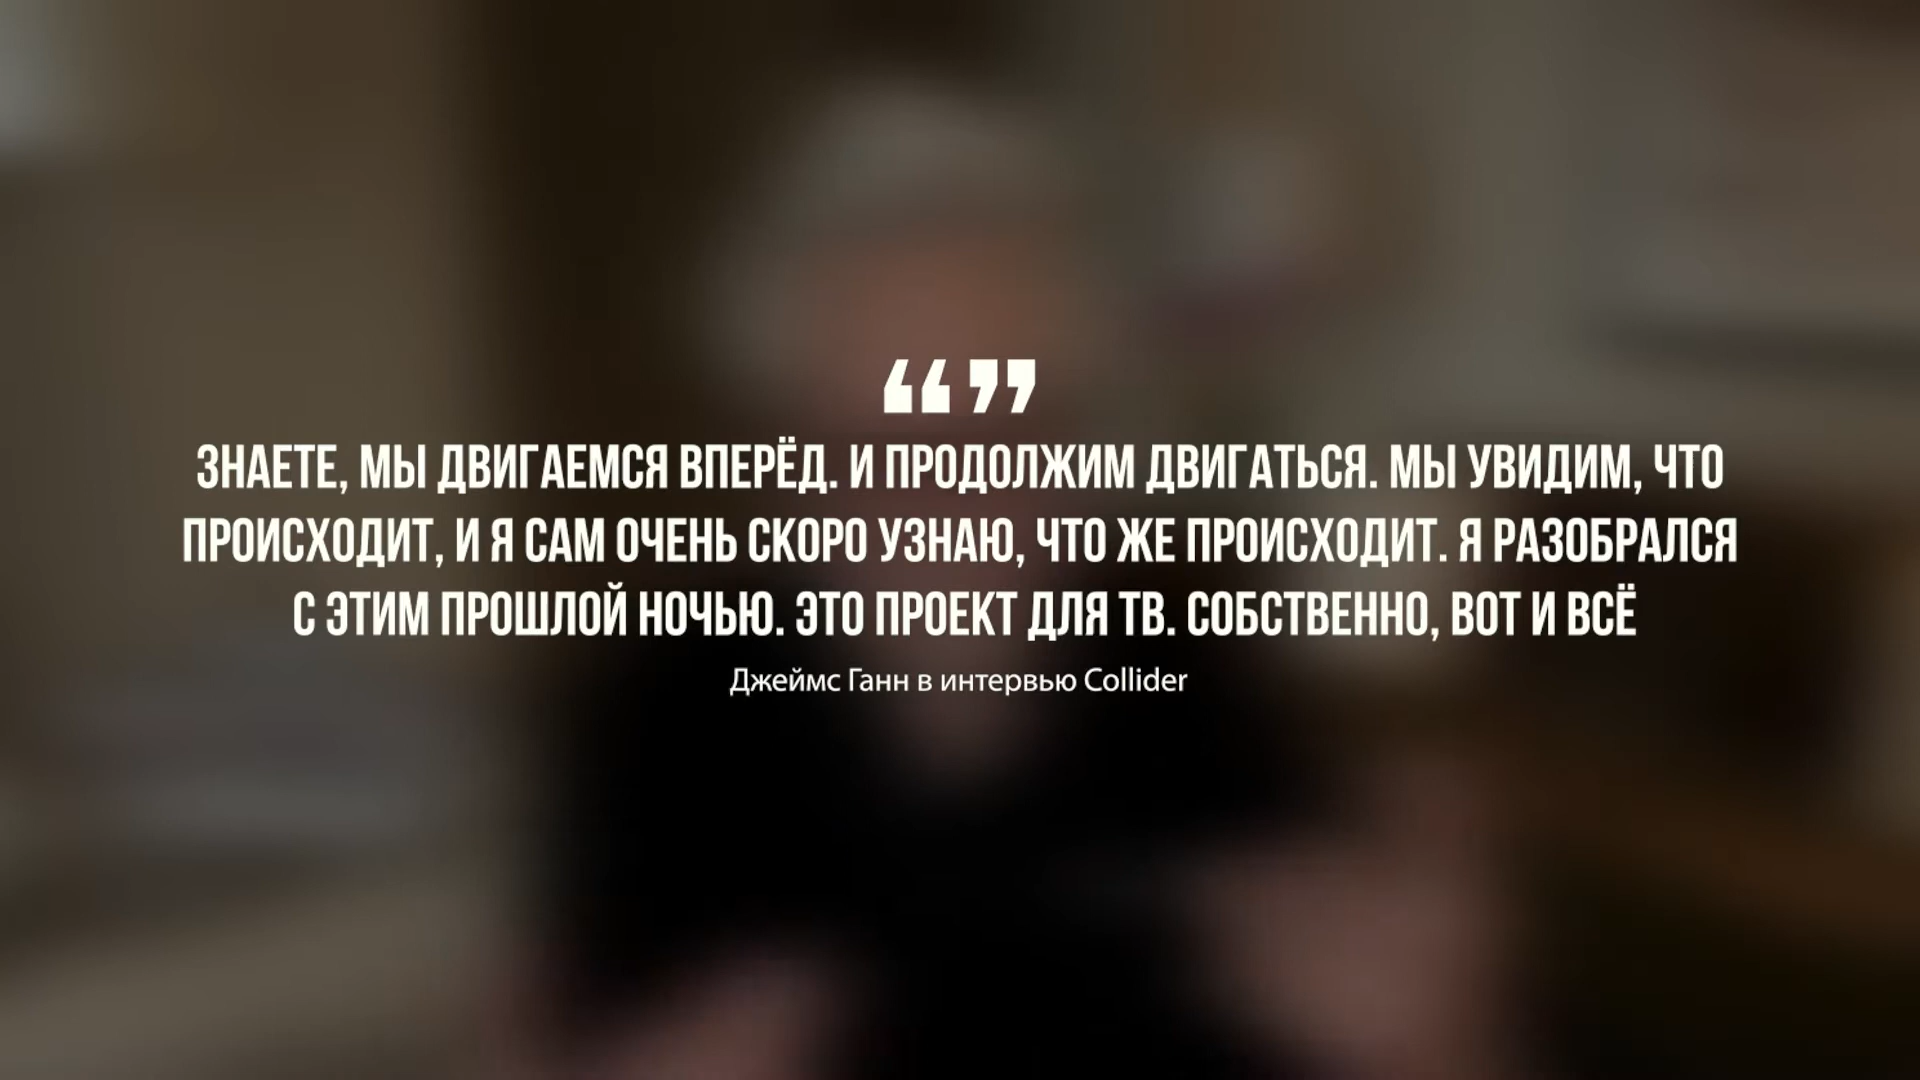 “”
ЗНАЕТЕ, МЫ ДВИГАЕМСЯ ВПЕРЁД. И ПРОДОЛЖИМ ДВИГАТЬСЯ. МЫ УВИДИМ, ЧТО
ПРОИСХОДИТ, И Я САМ ОЧЕНЬ СКОРО УЗНАЮ, ЧТО ЖЕ ПРОИСХОДИТ. Я РАЗОБРАЛСЯ
С ЭТИМ ПРОШЛОЙ НОЧЬЮ. ЭТО ПРОЕКТ ДЛЯ ТВ. СОБСТВЕННО, ВОТ И ВСЁ
Джеймс Ганн в интервью Collider